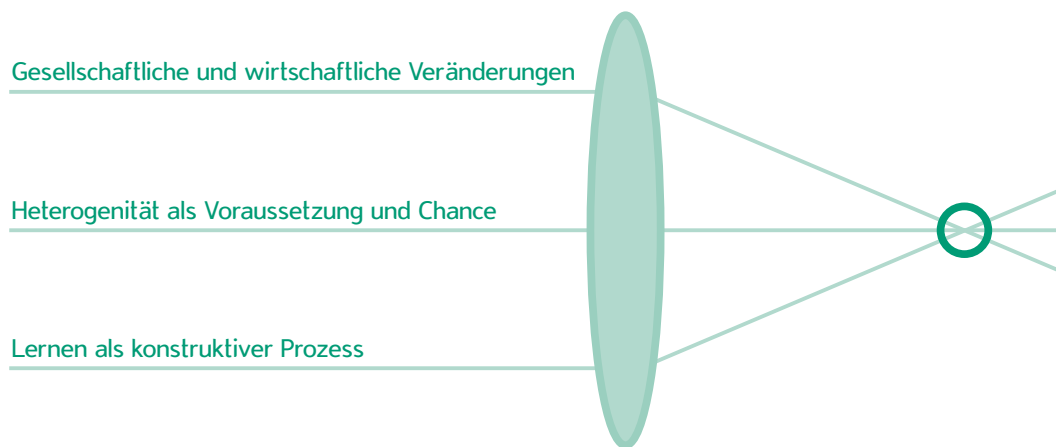 Gesellschaftliche und wirtschaftliche Veränderungen
Heterogenität als Voraussetzung und Chance
Lernen als konstruktiver Prozess